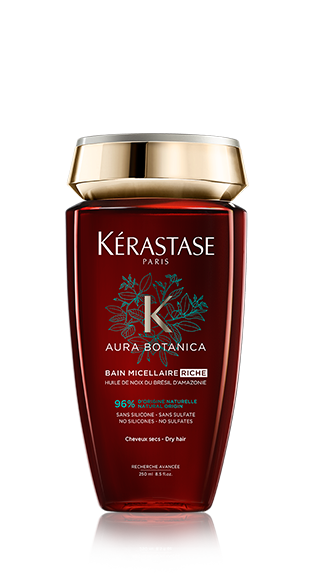 KÉRASTASE
PARIS
K
AURA BOTANICA
BAIN MICELLAIRE RICHE
HUILE DE NOIX DU BRÉSIL D'AMAZONIE
96% D'ORIGINE NATURELLE
NATURAL ORIGIN
SANS SILICONE - SANS SULFATE
NO SILICONES - NO SULFATES
Cheveux secs - Dry hair
RECHERCHE AVANCÉE
250 ml 8.5 fl.oz.